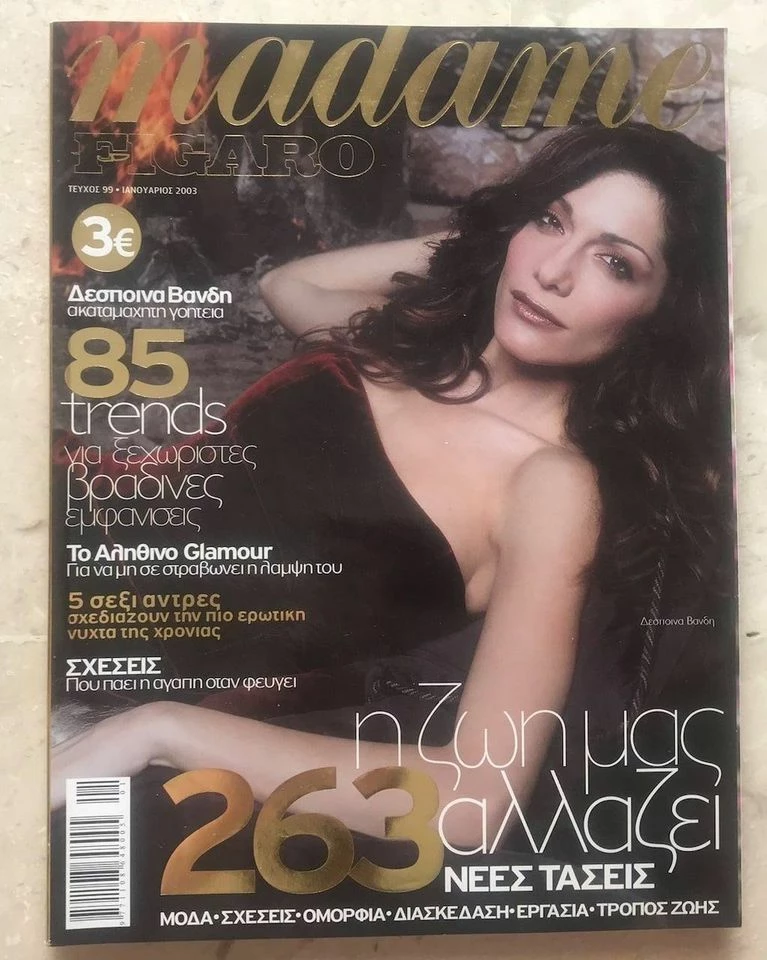 madame
FIGARO
ΤΕΥΧΟΣ 99 • ΙΑΝΟΥΑΡΙΟΣ 2003
3€
Δεσποινα Βανδη
ακαταμαχητη γοητεια
85
trends
για ξεχωριστες
βραδινες
εμφανισεις
Το Αληθινο Glamour
Για να μη σε στραβωνει η λαμψη του
5 σεξι αντρες
σχεδιαζουν την πιο ερωτικη
νυχτα της χρονιας
Δεσποινα Βανδη
ΣΧΕΣΕΙΣ
Που παει η αγαπη οταν φευγει
η ζωη μας
αλλαζει
263
ΝΕΕΣ ΤΑΣΕΙΣ
ΜΟΔΑ • ΣΧΕΣΕΙΣ • ΟΜΟΡΦΙΑ • ΔΙΑΣΚΕΔΑΣΗ • ΕΡΓΑΣΙΑ • ΤΡΟΠΟΣ ΖΩΗΣ